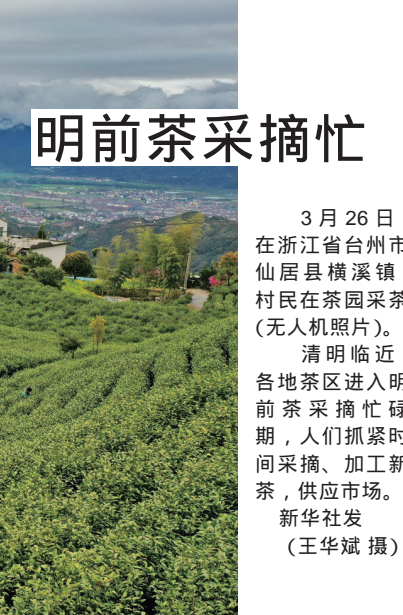 明前茶采摘忙
3月26日
在浙江省台州市
仙居县横溪镇
村民在茶园采茶
(无人机照片)。
清明临近
各地茶区进入明
前茶采摘忙碌
期，人们抓紧时
间采摘、加工新
茶，供应市场。
新华社发
(王华斌 摄)